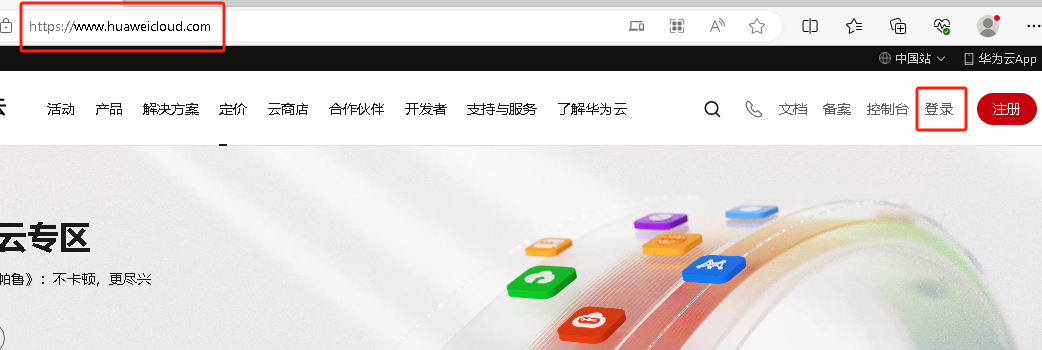 https://www.huaweicloud.com
中国站 华为云App
活动 产品 解决方案 定价 云商店 合作伙伴 开发者 支持与服务 了解华为云 文档 备案 控制台 登录 注册
云专区
帕鲁》：不卡顿，更尽兴